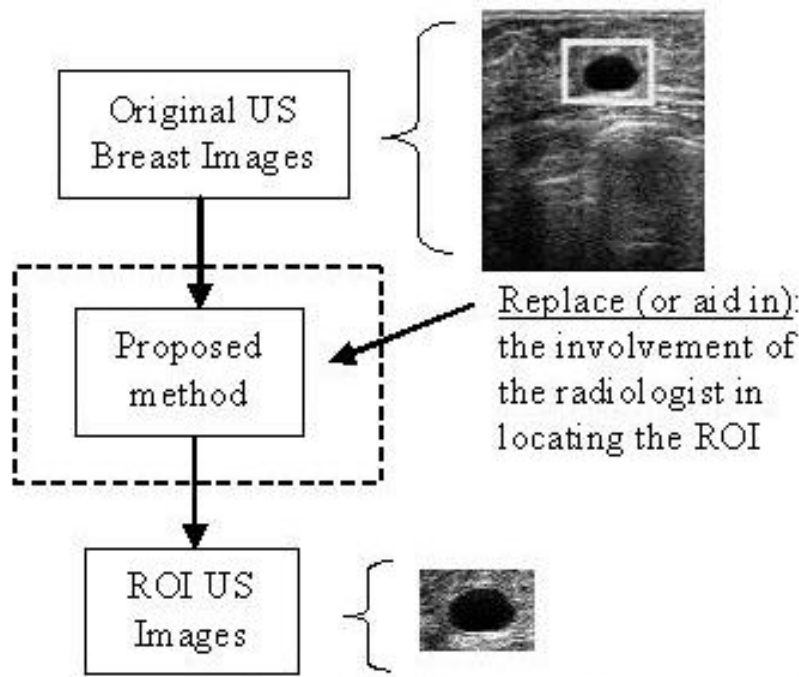 Original US
Breast Images
Proposed
method
Replace (or aid in):
the involvement of
the radiologist in
locating the ROI
ROI US
Images